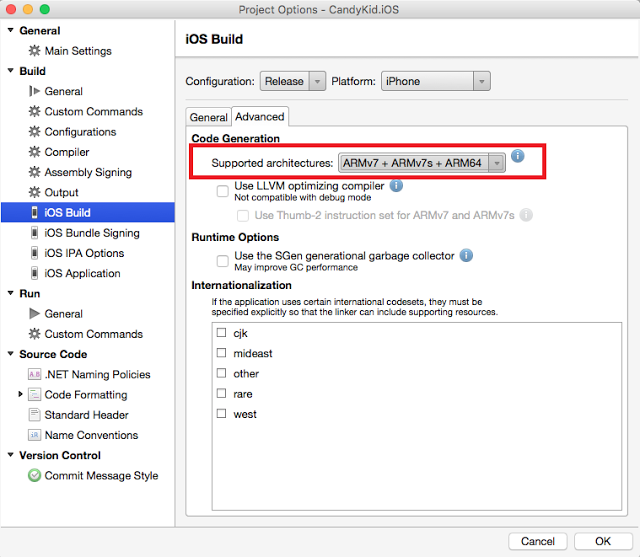 Project Options - CandyKid.iOS
General
Main Settings
Build
General
Custom Commands
Configurations
Compiler
Assembly Signing
Output
iOS Build
iOS Bundle Signing
iOS IPA Options
iOS Application
Run
General
Custom Commands
Source Code
A.B .NET Naming Policies
Code Formatting
Standard Header
iR Name Conventions
Version Control
Commit Message Style
iOS Build
Configuration: Release Platform: iPhone
General Advanced
Code Generation
Supported architectures: ARMv7 + ARMv7s + ARM64 i
Use LLVM optimizing compiler i
Not compatible with debug mode
Use Thumb-2 instruction set for ARMv7 and ARMv7s i
Runtime Options
Use the SGen generational garbage collector i
May improve GC performance
Internationalization
If the application uses certain international codesets, they must be
specified explicitly so that the linker can include supporting resources.
cjk
mideast
other
rare
west
Cancel OK